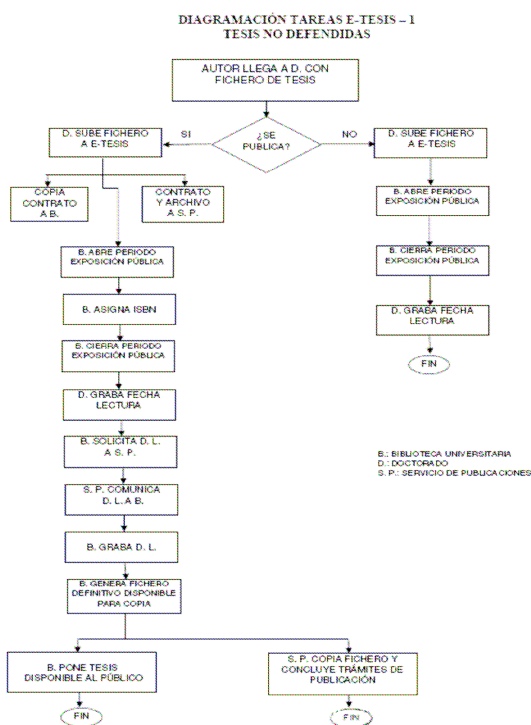 DIAGRAMACIÓN TAREAS E-TESIS – 1
TESIS NO DEFENDIDAS
AUTOR LLEGA A D. CON
FICHERO DE TESIS
¿SE
PUBLICA?
SI
NO
D. SUBE FICHERO
A E-TESIS
D. SUBE FICHERO
A E-TESIS
COPIA
CONTRATO
A B.
CONTRATO
Y ARCHIVO
A S. P.
B. ABRE PERIODO
EXPOSICIÓN PÚBLICA
B. ABRE PERIODO
EXPOSICIÓN PÚBLICA
B. CIERRA PERIODO
EXPOSICIÓN PÚBLICA
B. ASIGNA ISBN
D. GRABA FECHA
LECTURA
B. CIERRA PERIODO
EXPOSICIÓN PÚBLICA
FIN
D. GRABA FECHA
LECTURA
B. SOLICITA D. L.
A S. P.
B.: BIBLIOTECA UNIVERSITARIA
D.: DOCTORADO
S. P.: SERVICIO DE PUBLICACIONES
S. P. COMUNICA
D. L. A B.
B. GRABA D. L.
B. GENERA FICHERO
DEFINITIVO DISPONIBLE
PARA COPIA
B. PONE TESIS
DISPONIBLE AL PÚBLICO
S. P. COPIA FICHERO Y
CONCLUYE TRÁMITES DE
PUBLICACIÓN
FIN
FIN